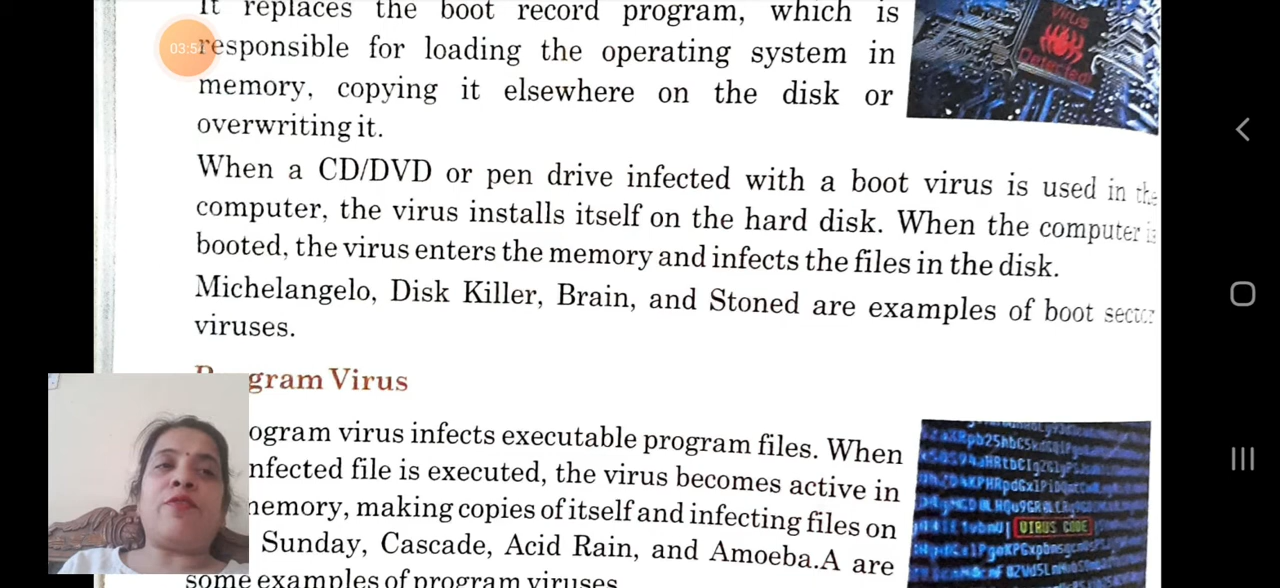 It replaces the boot record program, which is
03:5
responsible for loading the operating system in
memory, copying it elsewhere on the disk or
overwriting it.
Virus
Detected!
When a CD/DVD or pen drive infected with a boot virus is used in the
computer, the virus installs itself on the hard disk. When the computer is
booted, the virus enters the memory and infects the files in the disk.
Michelangelo, Disk Killer, Brain, and Stoned are examples of boot sector
viruses.
gram Virus
ogram virus infects executable program files. When
nfected file is executed, the virus becomes active in
nemory, making copies of itself and infecting files on
Sunday, Cascade, Acid Rain, and Amoeba.A are
some examples of program viruses
VIRUS CODE